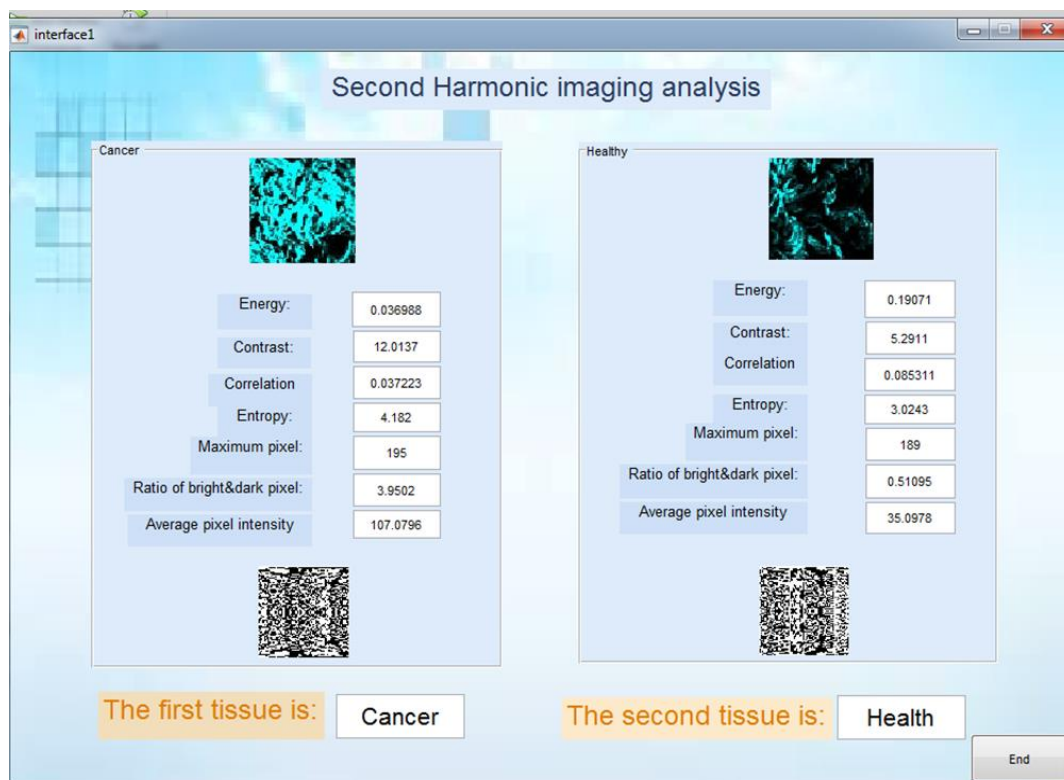 interface1
Second Harmonic imaging analysis
Cancer
Energy: 0.036988
Contrast: 12.0137
Correlation 0.037223
Entropy: 4.182
Maximum pixel: 195
Ratio of bright&dark pixel: 3.9502
Average pixel intensity 107.0796
The first tissue is: Cancer
Healthy
Energy: 0.19071
Contrast: 5.2911
Correlation 0.085311
Entropy: 3.0243
Maximum pixel: 189
Ratio of bright&dark pixel: 0.51095
Average pixel intensity 35.0978
The second tissue is: Health
End